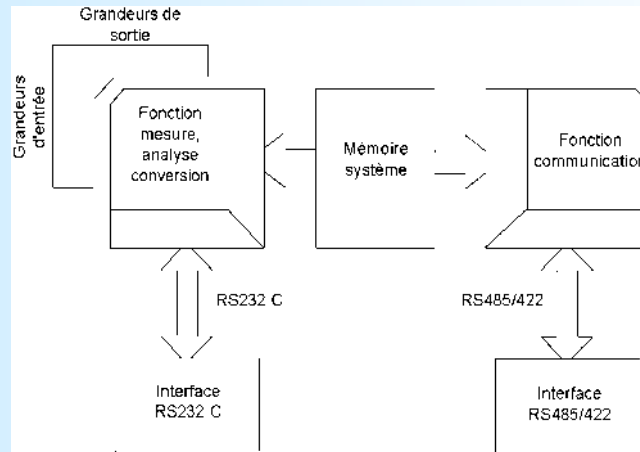 Grandeurs de
sortie
Grandeurs
d'entrée
Fonction
mesure,
analyse
conversion
Mémoire
système
Fonction
communication
RS232 C
RS485/422
Interface
RS232 C
Interface
RS485/422